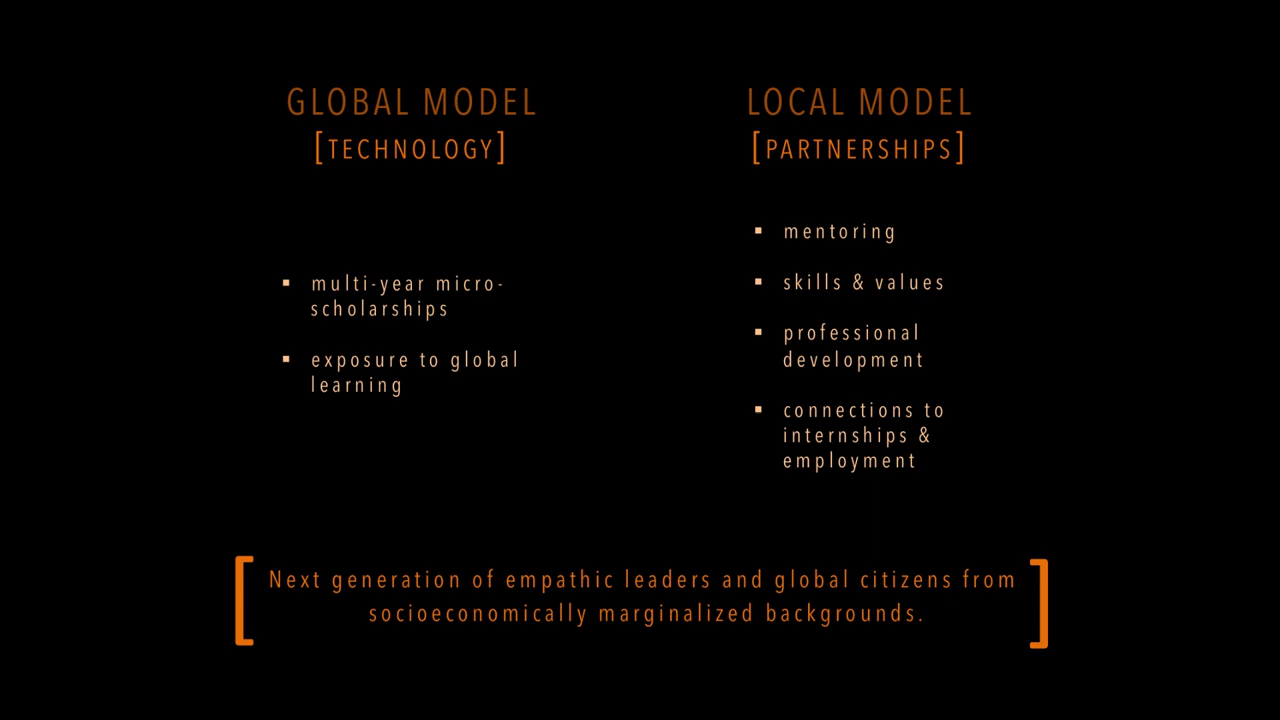 GLOBAL MODEL
[TECHNOLOGY]
▪ multi-year micro-
scholarships
▪ exposure to global
learning
LOCAL MODEL
[PARTNERSHIPS]
▪ mentoring
▪ skills & values
▪ professional
development
▪ connections to
internships &
employment
[Next generation of empathic leaders and global citizens from
socioeconomically marginalized backgrounds.]